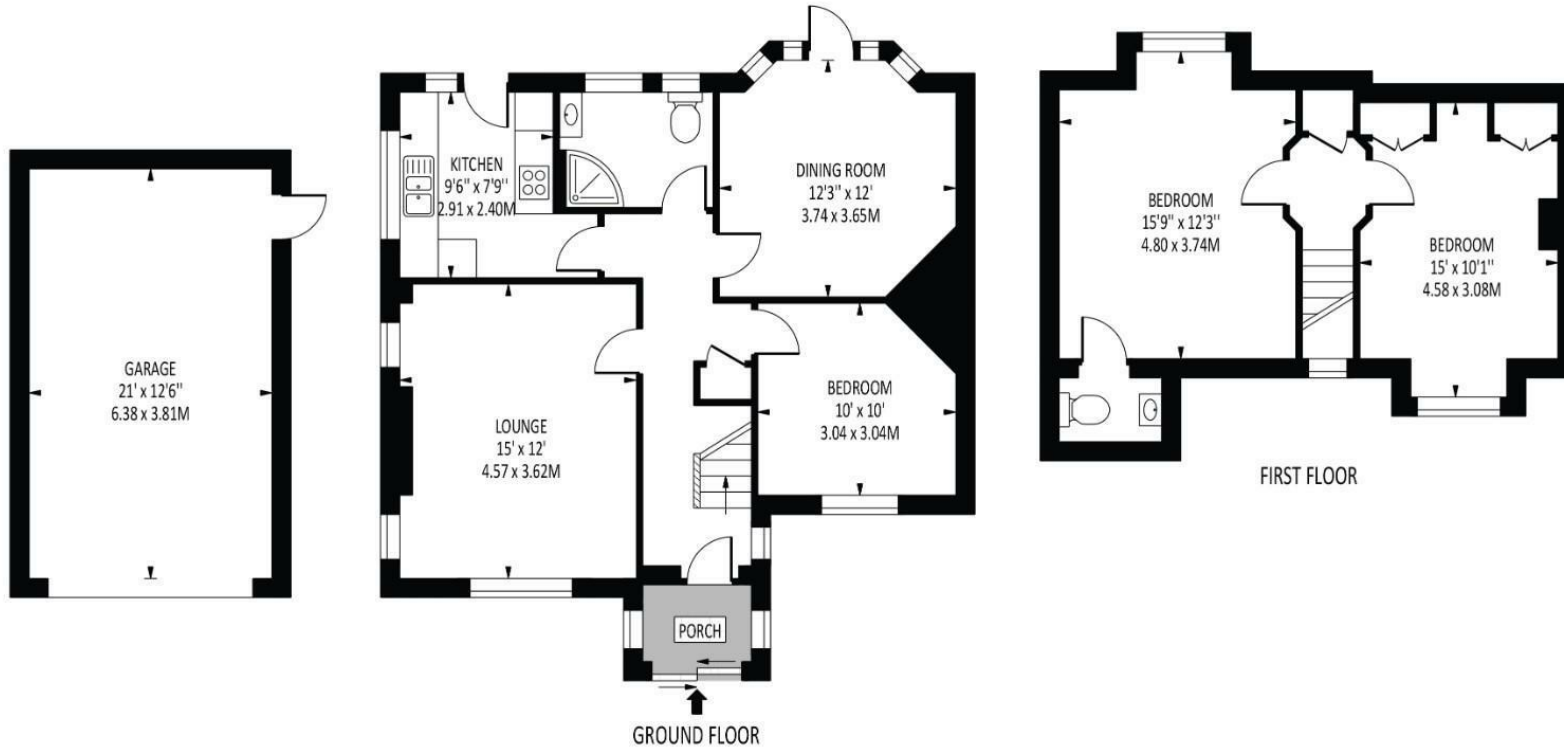 GARAGE
21' x 12'6"
6.38 x 3.81M
KITCHEN
9'6" x 7'9"
2.91 x 2.40M
DINING ROOM
12'3" x 12'
3.74 x 3.65M
LOUNGE
15' x 12'
4.57 x 3.62M
BEDROOM
10' x 10'
3.04 x 3.04M
PORCH
GROUND FLOOR
BEDROOM
15'9" x 12'3"
4.80 x 3.74M
BEDROOM
15' x 10'1"
4.58 x 3.08M
FIRST FLOOR